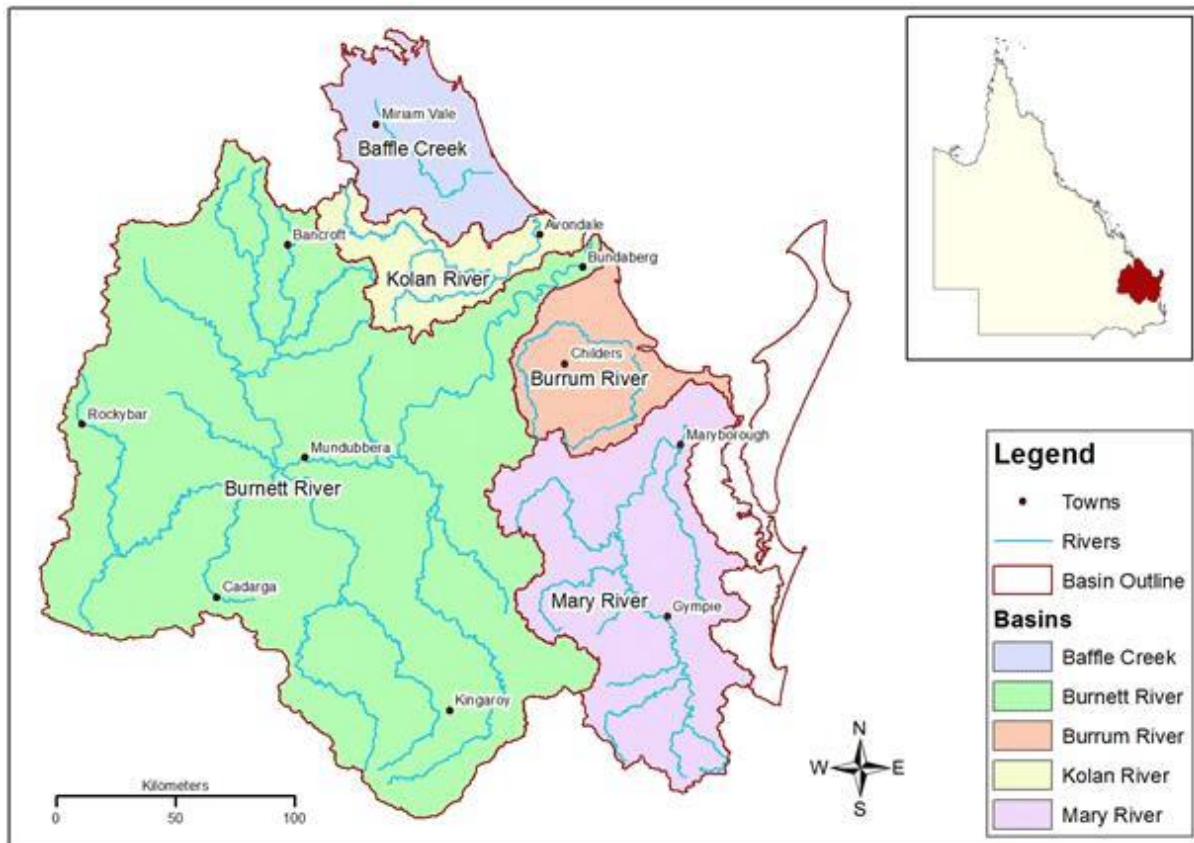 Miriam Vale
Baffle Creek
Bancroft
Avondale
Kolan River
Bundaberg
Childers
Burrum River
Rockybar
Maryborough
Mundubbera
Burnett River
Cadarga
Mary River
Gympie
Kingaroy
Kilometers
0 50 100
N
W E
S
Legend
Towns
Rivers
Basin Outline
Basins
Baffle Creek
Burnett River
Burrum River
Kolan River
Mary River